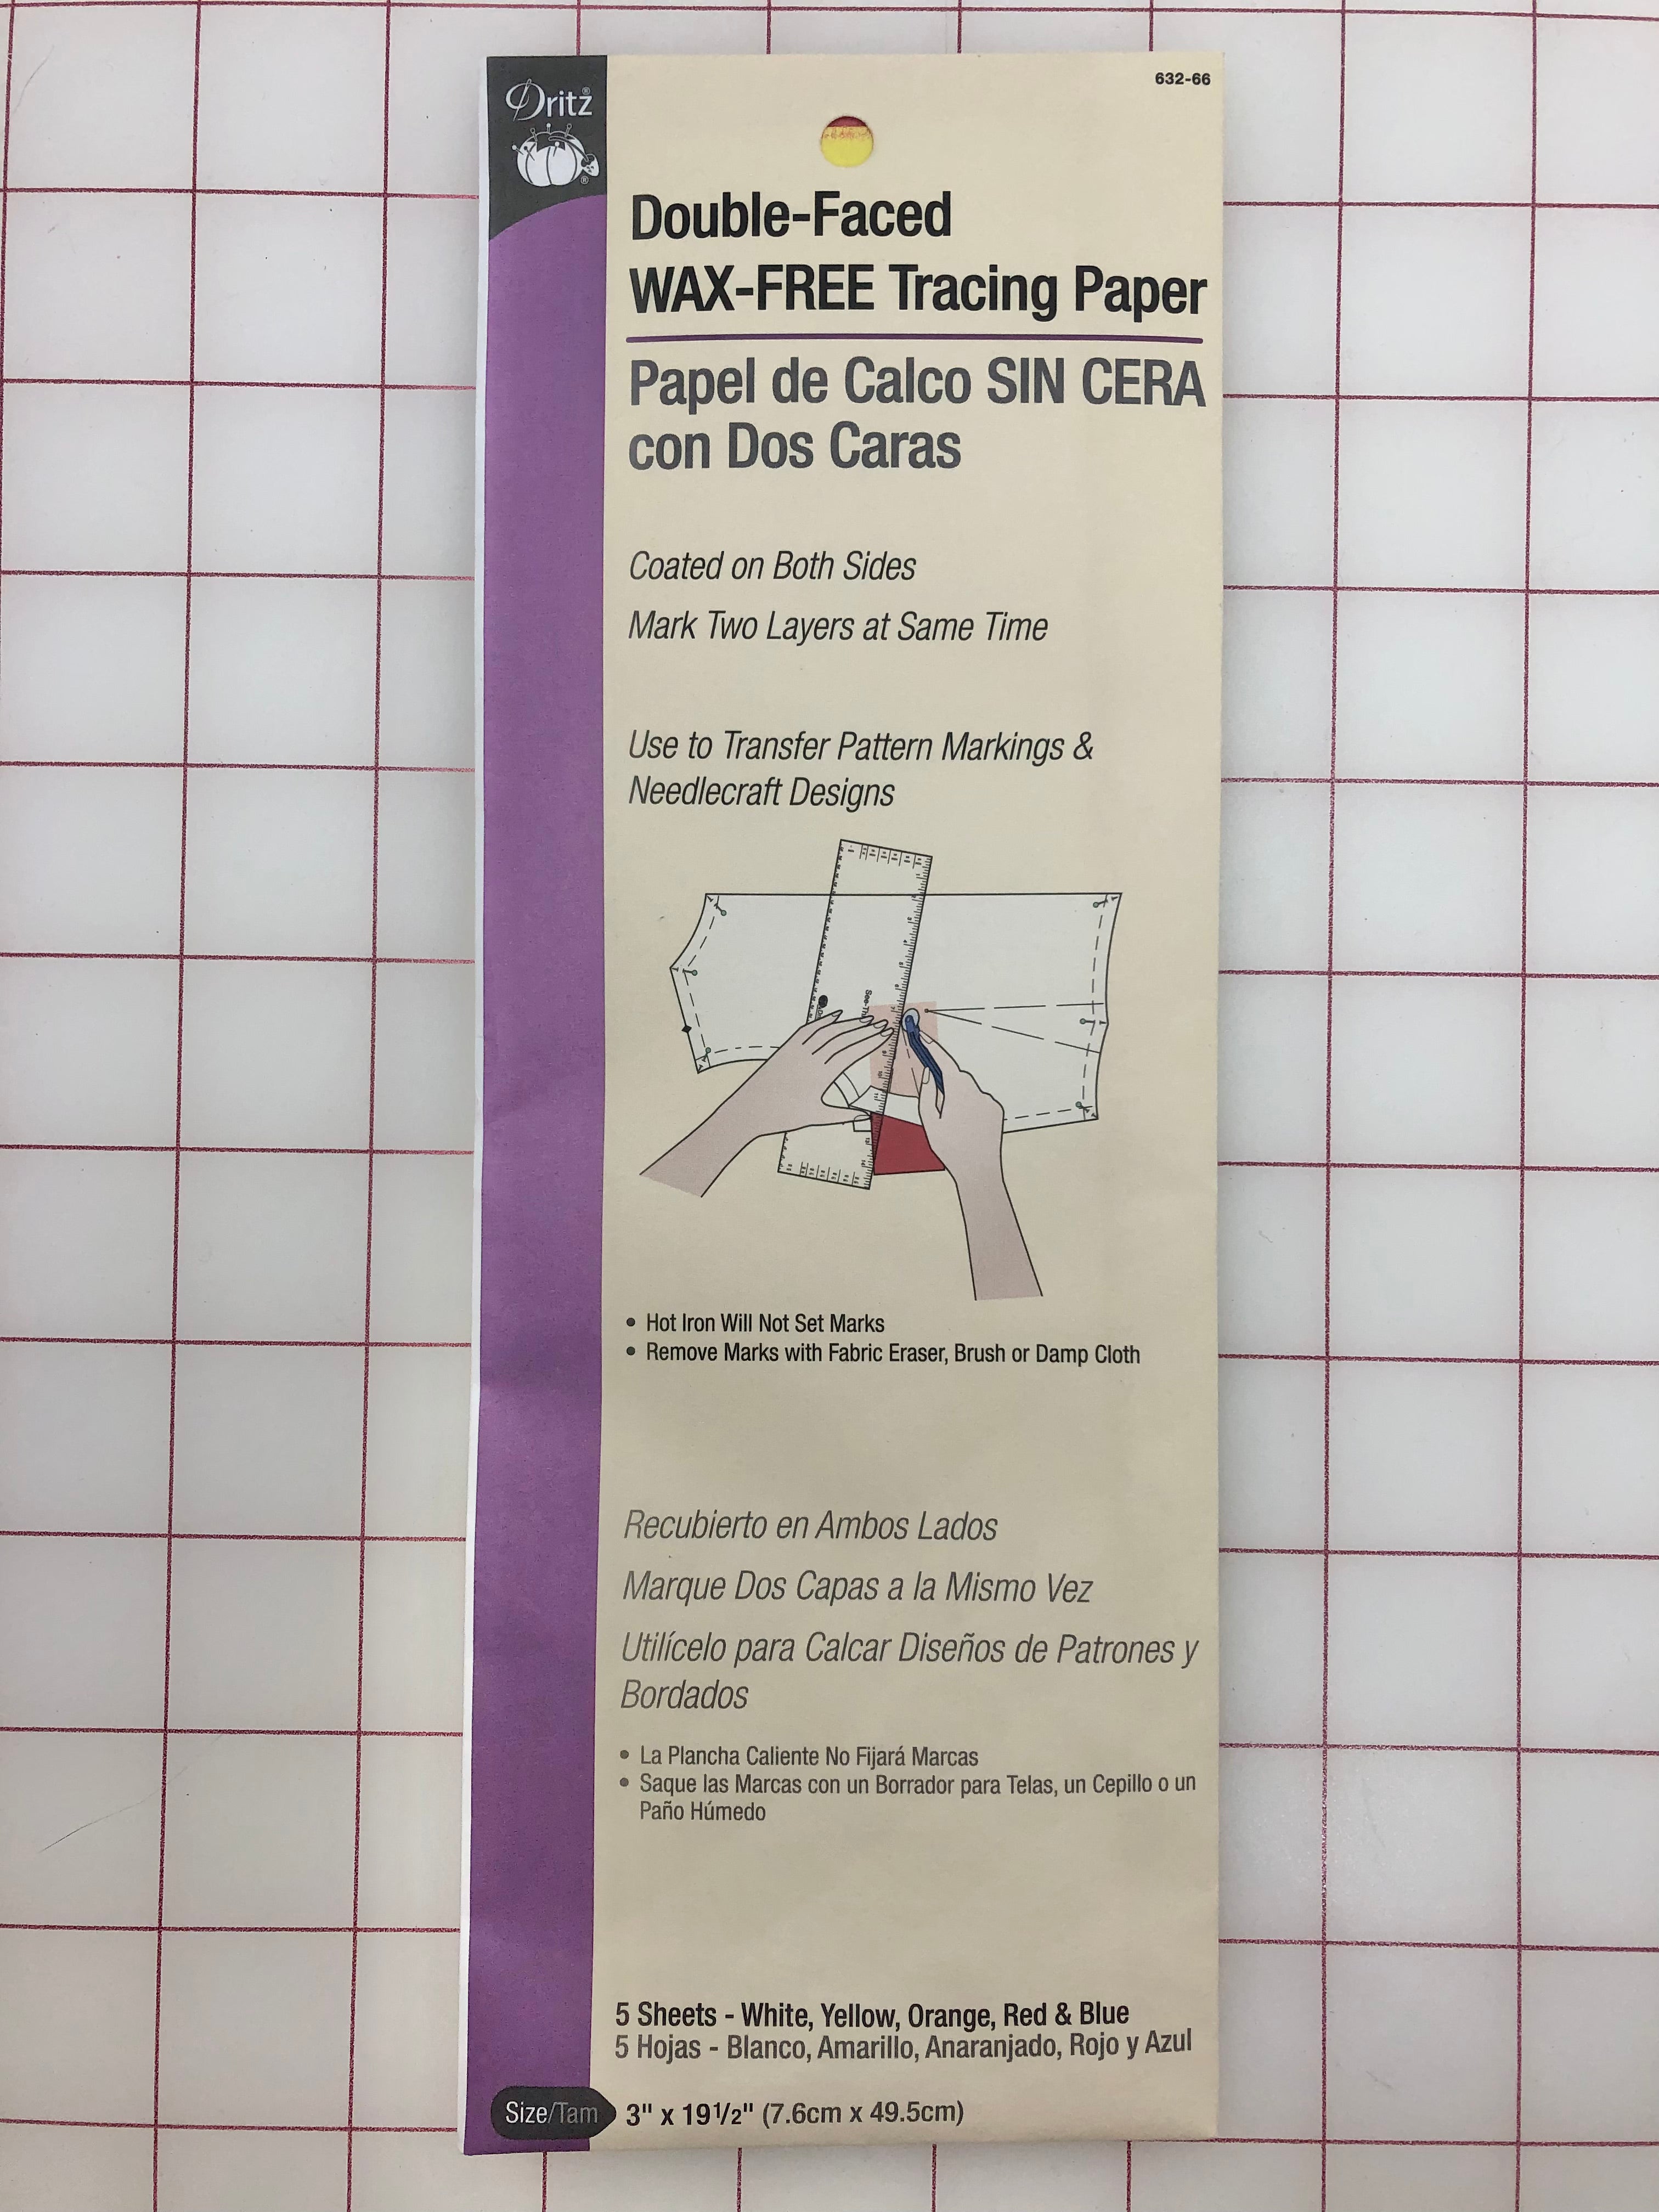 632-66
Dritz®
®
Double-Faced
WAX-FREE Tracing Paper
Papel de Calco SIN CERA
con Dos Caras
Coated on Both Sides
Mark Two Layers at Same Time
Use to Transfer Pattern Markings &
Needlecraft Designs
• Hot Iron Will Not Set Marks
• Remove Marks with Fabric Eraser, Brush or Damp Cloth
Recubierto en Ambos Lados
Marque Dos Capas a la Mismo Vez
Utilícelo para Calcar Diseños de Patrones y
Bordados
• La Plancha Caliente No Fijará Marcas
• Saque las Marcas con un Borrador para Telas, un Cepillo o un
Paño Húmedo
5 Sheets - White, Yellow, Orange, Red & Blue
5 Hojas - Blanco, Amarillo, Anaranjado, Rojo y Azul
Size/Tam 3" x 19 1/2" (7.6cm x 49.5cm)